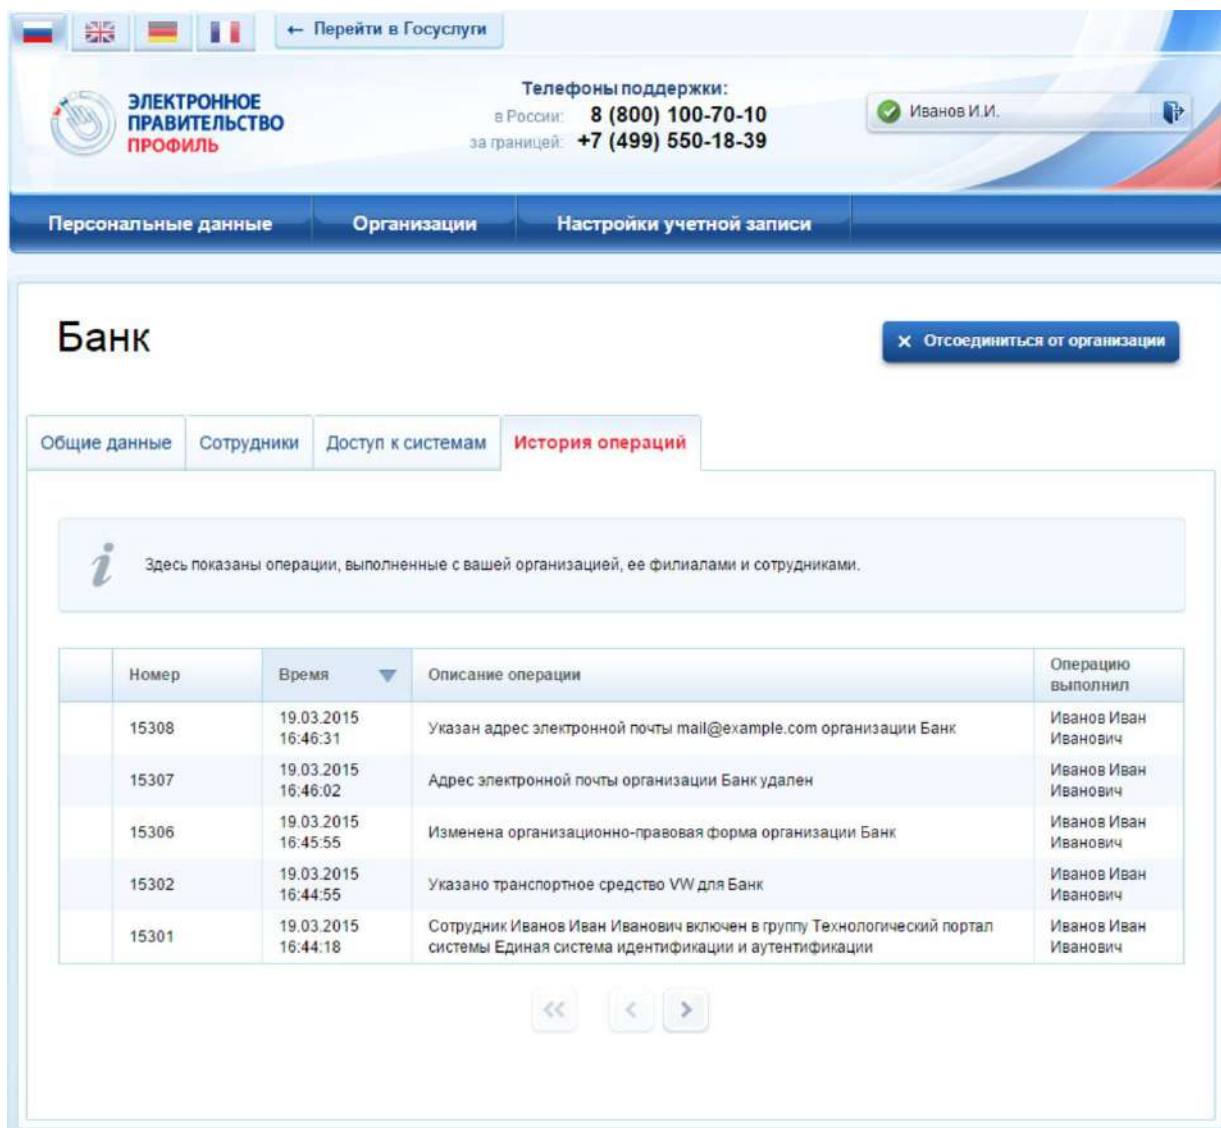 ← Перейти в Госуслуги
ЭЛЕКТРОННОЕ
ПРАВИТЕЛЬСТВО
ПРОФИЛЬ
Телефоны поддержки:
в России: 8 (800) 100-70-10
за границей: +7 (499) 550-18-39
Иванов И.И.
Персональные данные Организации Настройки учетной записи
Банк
× Отсоединиться от организации
Общие данные Сотрудники Доступ к системам История операций
i Здесь показаны операции, выполненные с вашей организацией, ее филиалами и сотрудниками.
Номер Время Описание операции Операцию
выполнил
15308 19.03.2015
16:46:31 Указан адрес электронной почты mail@example.com организации Банк Иванов Иван
Иванович
15307 19.03.2015
16:46:02 Адрес электронной почты организации Банк удален Иванов Иван
Иванович
15306 19.03.2015
16:45:55 Изменена организационно-правовая форма организации Банк Иванов Иван
Иванович
15302 19.03.2015
16:44:55 Указано транспортное средство VW для Банк Иванов Иван
Иванович
15301 19.03.2015
16:44:18 Сотрудник Иванов Иван Иванович включен в группу Технологический портал
системы Единая система идентификации и аутентификации Иванов Иван
Иванович
<< < >